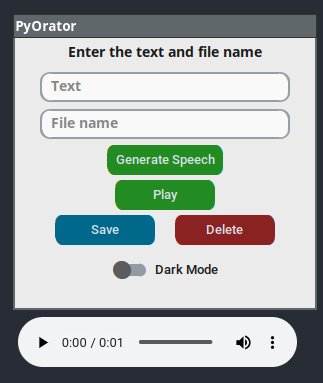 PyOrator
Enter the text and file name
Text
File name
Generate Speech
Play
Save Delete
Dark Mode
0:00 / 0:01